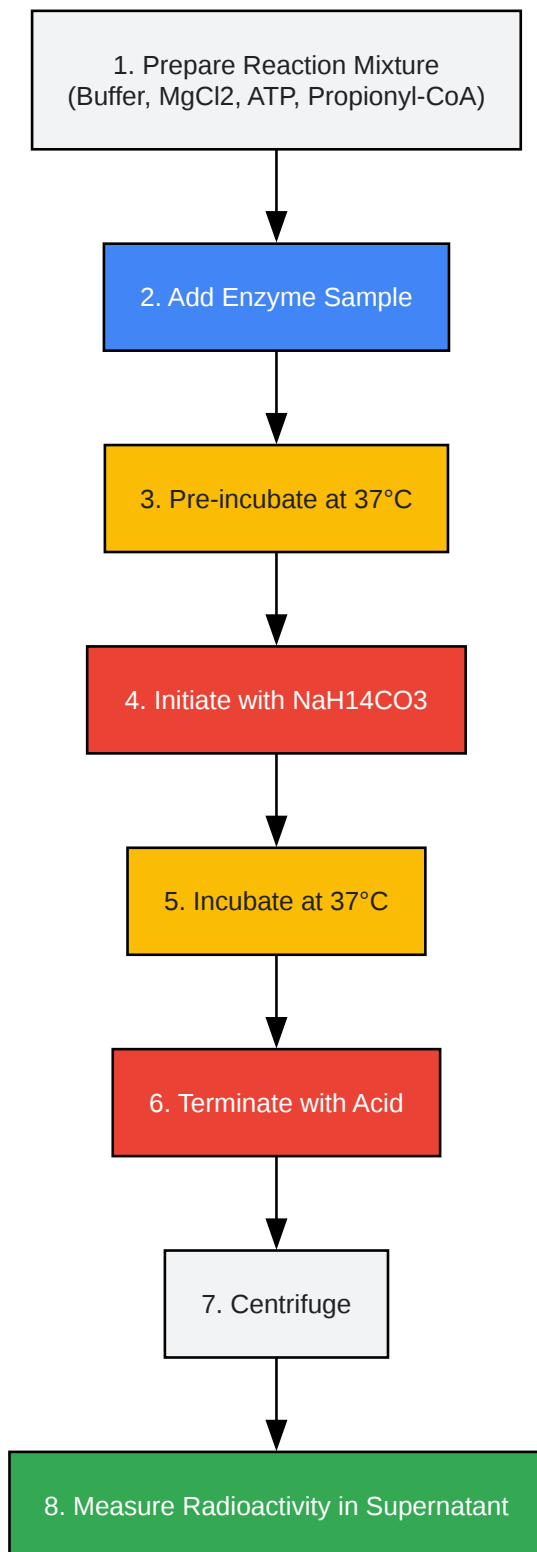 1. Prepare Reaction Mixture
(Buffer, MgCl2, ATP, Propionyl-CoA)
2. Add Enzyme Sample
3. Pre-incubate at 37°C
4. Initiate with NaH14CO3
5. Incubate at 37°C
6. Terminate with Acid
7. Centrifuge
8. Measure Radioactivity in Supernatant